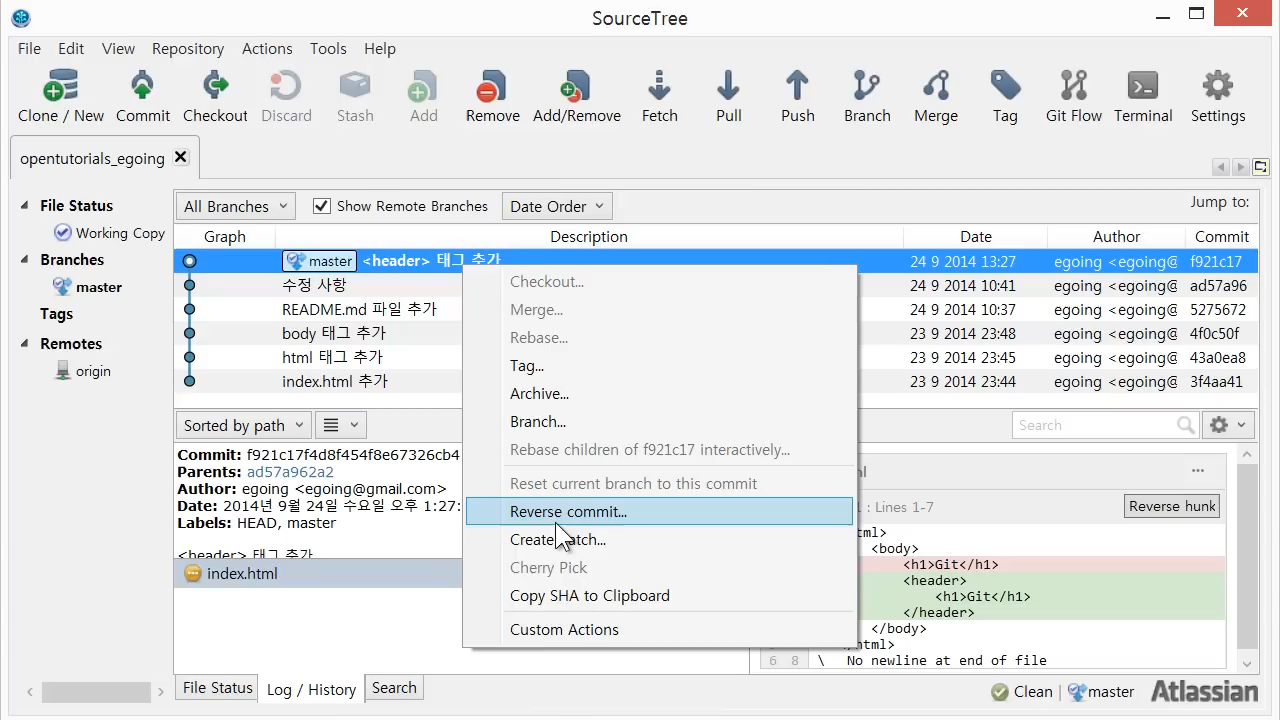 SourceTree
File Edit View Repository Actions Tools Help
Clone / New Commit Checkout Discard Stash Add Remove Add/Remove Fetch Pull Push Branch Merge Tag Git Flow Terminal Settings
opentutorials_egoing
File Status
Working Copy
Branches
master
Tags
Remotes
origin
All Branches Show Remote Branches Date Order Jump to:
Graph Description Date Author Commit
master <header> 태그 추가 24 9 2014 13:27 egoing <egoing@ f921c17
수정 사항 24 9 2014 10:41 egoing <egoing@ ad57a96
README.md 파일 추가 24 9 2014 10:37 egoing <egoing@ 5275672
body 태그 추가 23 9 2014 23:48 egoing <egoing@ 4f0c50f
html 태그 추가 23 9 2014 23:45 egoing <egoing@ 43a0ea8
index.html 추가 23 9 2014 23:44 egoing <egoing@ 3f4aa41
Checkout...
Merge...
Rebase...
Tag...
Archive...
Branch...
Rebase children of f921c17 interactively...
Reset current branch to this commit
Reverse commit...
Create
Cherry Pick
Copy SHA to Clipboard
Custom Actions
Sorted by path
Search
Commit: f921c17f4d8f454f8e67326cb4
Parents: ad57a962a2
Author: egoing <egoing@gmail.com>
Date: 2014년 9월 24일 수요일 오후 1:27:
Labels: HEAD, master
<header> 태그 추가
index.html
: Lines 1-7 Reverse hunk
<body>
<h1>Git</h1>
<header>
<h1>Git</h1>
</header>
</body>
6 8 \ No newline at end of file
File Status Log / History Search
Clean master Atlassian